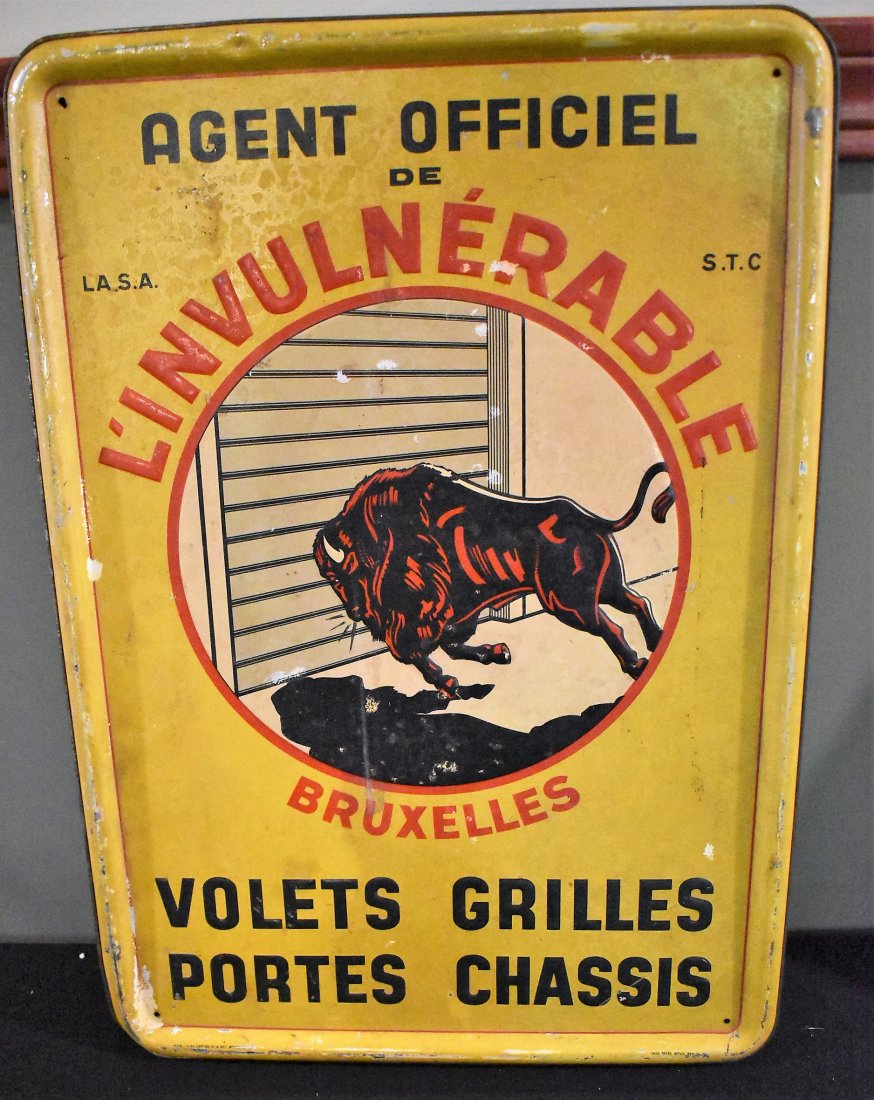 AGENT OFFICIEL
DE
LA S.A.
L'INVULNÉRABLE
S.T.C
BRUXELLES
VOLETS GRILLES
PORTES CHASSIS